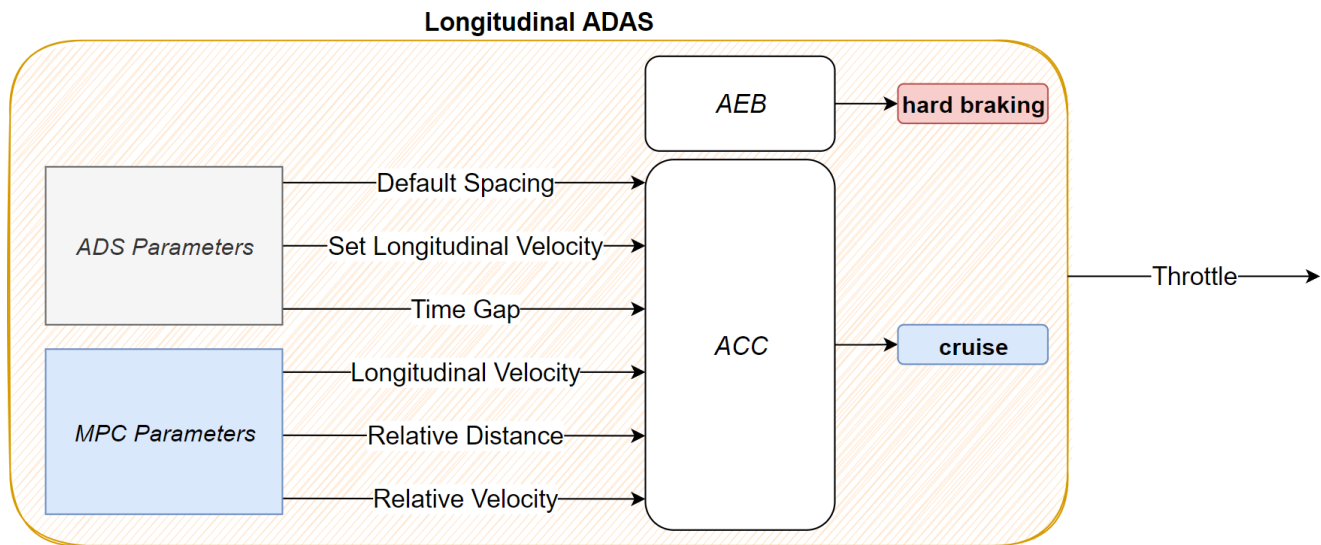 Longitudinal ADAS
AEB
hard braking
Default Spacing
ADS Parameters
Set Longitudinal Velocity
Throttle
Time Gap
ACC
cruise
Longitudinal Velocity
MPC Parameters
Relative Distance
Relative Velocity